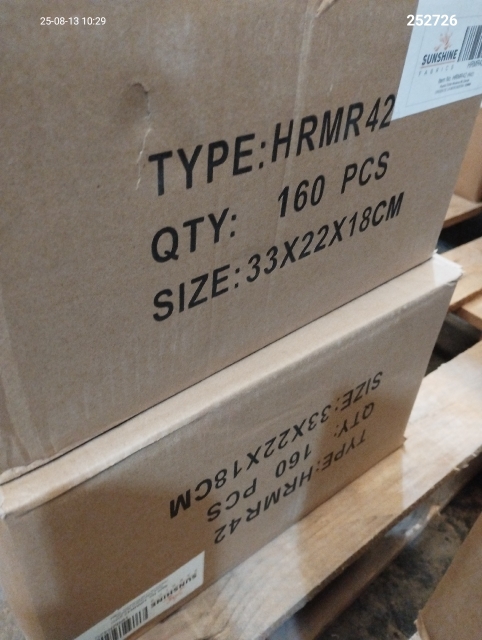 25-08-13 10:29
252726
SUNSHINE
FABRICS
TYPE:HRMR42
QTY: 160 PCS
SIZE:33X22X18CM
SIZE:33X22X18CM
QTY: 160 PCS
TYPE:HRMR42
SUNSHINE